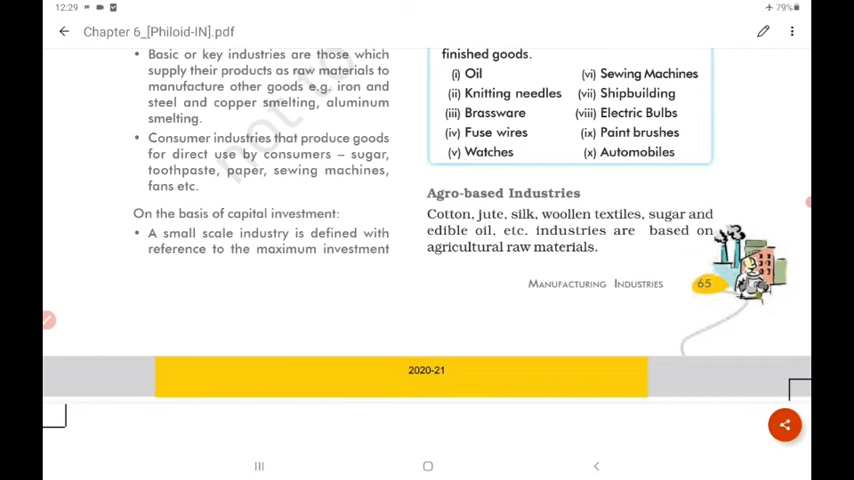 12:29
79%
Chapter 6_[Philoid-IN].pdf
• Basic or key industries are those which
supply their products as raw materials to
manufacture other goods e.g. iron and
steel and copper smelting, aluminum
smelting.
• Consumer industries that produce goods
for direct use by consumers – sugar,
toothpaste, paper, sewing machines,
fans etc.
On the basis of capital investment:
• A small scale industry is defined with
reference to the maximum investment
not to
finished goods.
(i) Oil
(ii) Knitting needles
(iii) Brassware
(iv) Fuse wires
(v) Watches
(vi) Sewing Machines
(vii) Shipbuilding
(viii) Electric Bulbs
(ix) Paint brushes
(x) Automobiles
Agro-based Industries
Cotton, jute, silk, woollen textiles, sugar and
edible oil, etc. industries are based on
agricultural raw materials.
Manufacturing Industries 65
2020-21